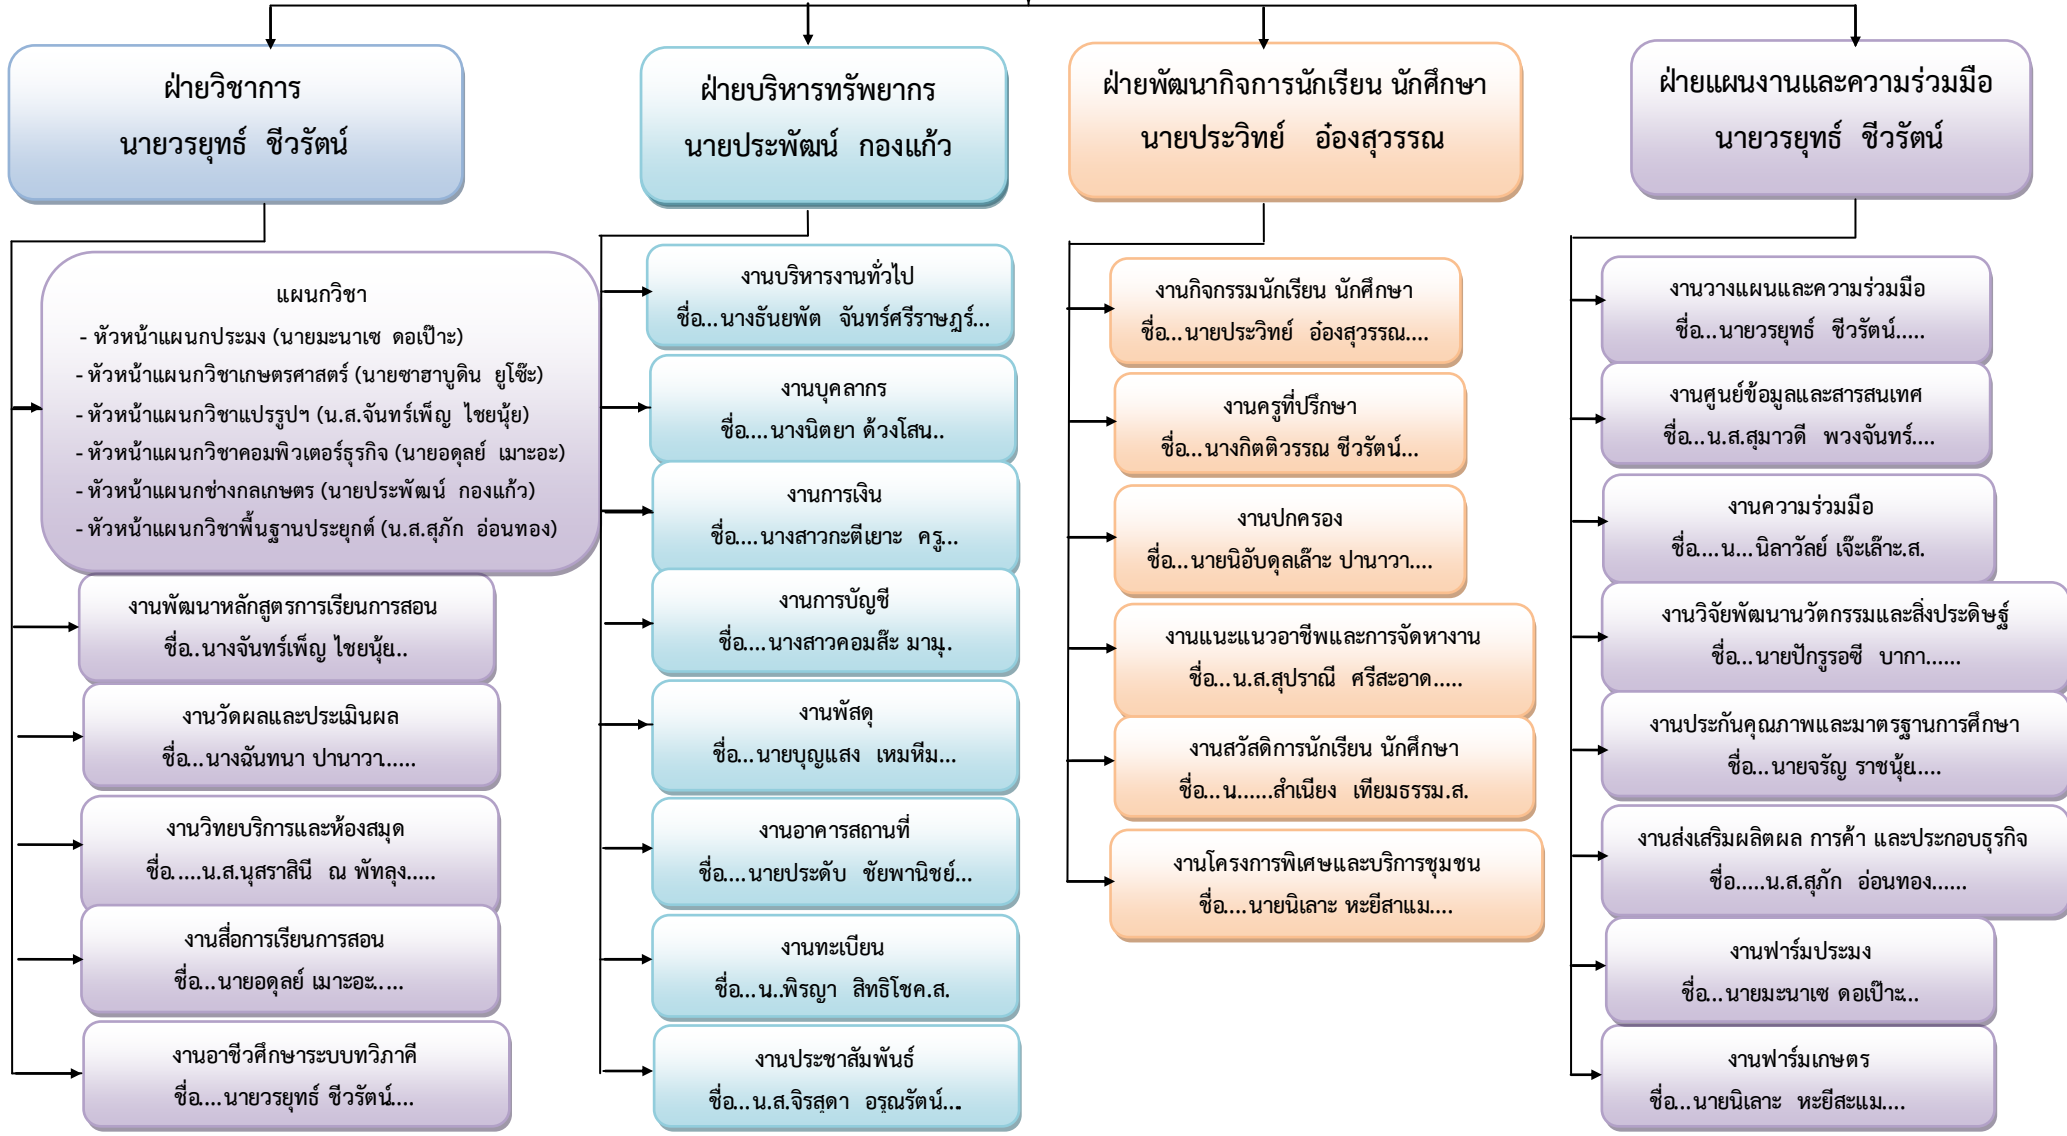 ฝ่ายวิชาการ
นายวรยุทธ์ ชีวรัตน์
แผนกวิชา
- หัวหน้าแผนกประมง (นายมะนาเซ ดอเป๊าะ)
- หัวหน้าแผนกวิชาเกษตรศาสตร์ (นายซาฮาบูดิน ยูโซ๊ะ)
- หัวหน้าแผนกวิชาแปรรูปฯ (น.ส.จันทร์เพ็ญ ไชยนุ้ย)
- หัวหน้าแผนกวิชาคอมพิวเตอร์ธุรกิจ (นายอดุลย์ เมาะอะ)
- หัวหน้าแผนกช่างกลเกษตร (นายประพัฒน์ กองแก้ว)
- หัวหน้าแผนกวิชาพื้นฐานประยุกต์ (น.ส.สุภัก อ่อนทอง)
งานพัฒนาหลักสูตรการเรียนการสอน
ชื่อ..นางจันทร์เพ็ญ ไชยนุ้ย..
งานวัดผลและประเมินผล
ชื่อ...นางฉันทนา ปานาวา......
งานวิทยบริการและห้องสมุด
ชื่อ.....น.ส.นุสราสินี ณ พัทลุง.....
งานสื่อการเรียนการสอน
ชื่อ...นายอดุลย์ เมาะอะ.....
งานอาชีวศึกษาระบบทวิภาคี
ชื่อ....นายวรยุทธ์ ชีวรัตน์....
ฝ่ายบริหารทรัพยากร
นายประพัฒน์ กองแก้ว
งานบริหารงานทั่วไป
ชื่อ...นางธันยพัต จันทร์ศรีราษฎร์...
งานบุคลากร
ชื่อ....นางนิตยา ด้วงโสน..
งานการเงิน
ชื่อ....นางสาวกะตีเยาะ ครู...
งานการบัญชี
ชื่อ....นางสาวคอมส๊ะ มามุ.
งานพัสดุ
ชื่อ...นายบุญแสง เหมหีม...
งานอาคารสถานที่
ชื่อ....นายประดับ ชัยพานิชย์...
งานทะเบียน
ชื่อ...น..พิรญา สิทธิโชค.ส.
งานประชาสัมพันธ์
ชื่อ...น.ส.จิรสุดา อรุณรัตน์...
ฝ่ายพัฒนากิจการนักเรียน นักศึกษา
นายประวิทย์ อ๋องสุวรรณ
งานกิจกรรมนักเรียน นักศึกษา
ชื่อ...นายประวิทย์ อ๋องสุวรรณ....
งานครูที่ปรึกษา
ชื่อ...นางกิตติวรรณ ชีวรัตน์...
งานปกครอง
ชื่อ...นายนิอับดุลเล๊าะ ปานาวา....
งานแนะแนวอาชีพและการจัดหางาน
ชื่อ...น.ส.สุปราณี ศรีสะอาด.....
งานสวัสดิการนักเรียน นักศึกษา
ชื่อ...น......สำเนียง เทียมธรรม.ส.
งานโครงการพิเศษและบริการชุมชน
ชื่อ....นายนิเลาะ หะยีสาแม....
ฝ่ายแผนงานและความร่วมมือ
นายวรยุทธ์ ชีวรัตน์
งานวางแผนและความร่วมมือ
ชื่อ...นายวรยุทธ์ ชีวรัตน์.....
งานศูนย์ข้อมูลและสารสนเทศ
ชื่อ...น.ส.สุมาวดี พวงจันทร์....
งานความร่วมมือ
ชื่อ....น...นิลาวัลย์ เจ๊ะเล๊าะ.ส.
งานวิจัยพัฒนานวัตกรรมและสิ่งประดิษฐ์
ชื่อ...นายปักรูรอซี บากา......
งานประกันคุณภาพและมาตรฐานการศึกษา
ชื่อ...นายจรัญ ราชนุ้ย.....
งานส่งเสริมผลิตผล การค้า และประกอบธุรกิจ
ชื่อ.....น.ส.สุภัก อ่อนทอง......
งานฟาร์มประมง
ชื่อ...นายมะนาเซ ดอเป๊าะ...
งานฟาร์มเกษตร
ชื่อ...นายนิเลาะ หะยีสะแม....